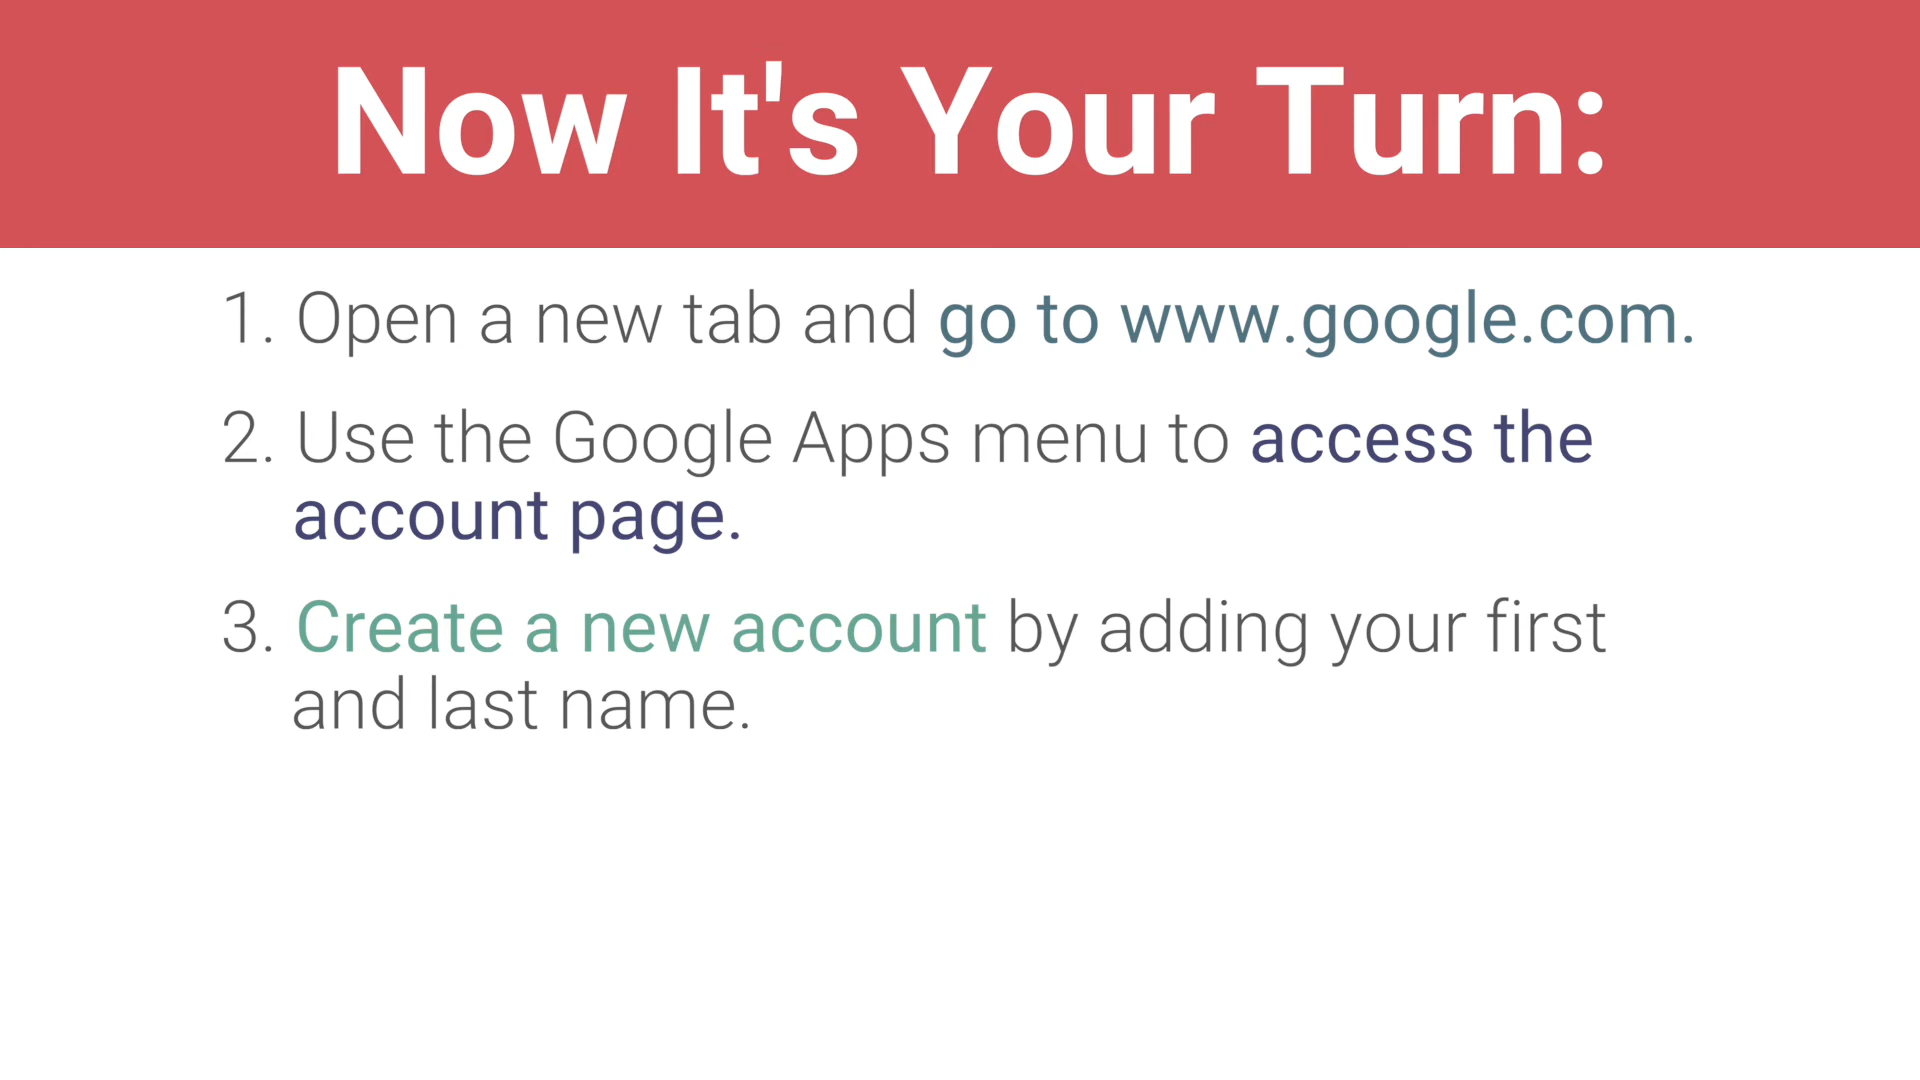 Now It's Your Turn:
1. Open a new tab and go to www.google.com.
2. Use the Google Apps menu to access the
account page.
3. Create a new account by adding your first
and last name.